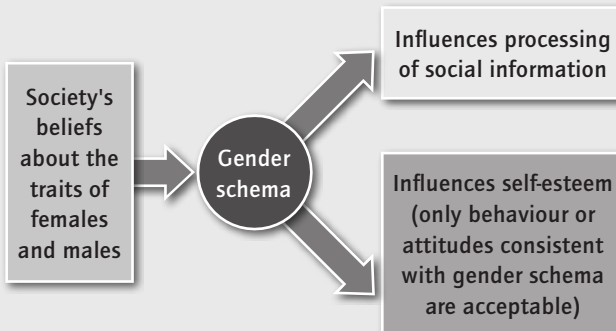 Society's
beliefs
about the
traits of
females
and males
Gender
schema
Influences processing
of social information
Influences self-esteem
(only behaviour or
attitudes consistent
with gender schema
are acceptable)